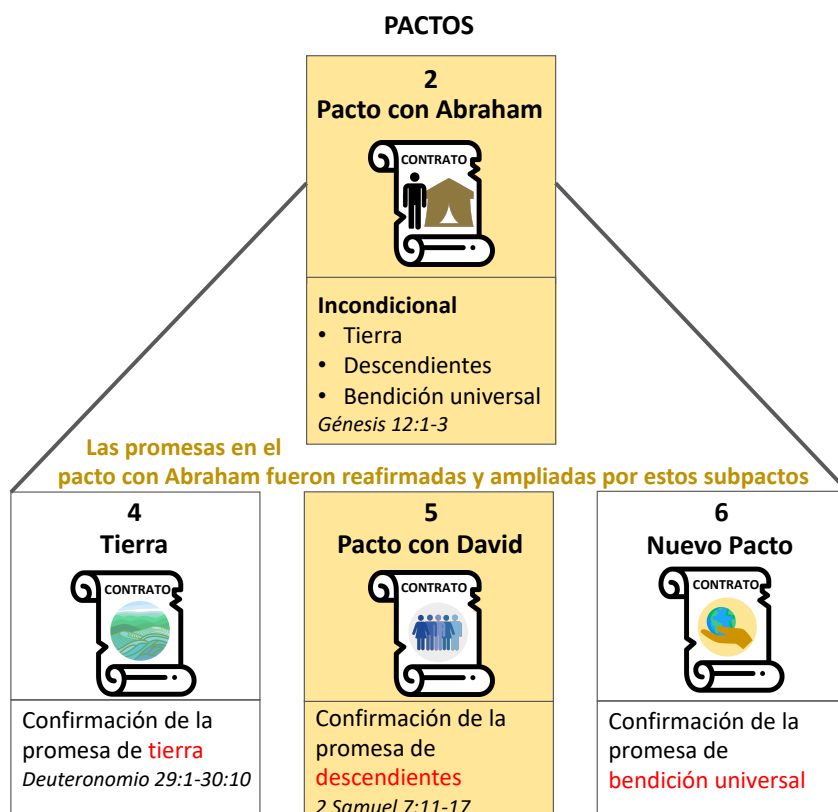 PACTOS
2
Pacto con Abraham
CONTRATO
Incondicional
• Tierra
• Descendientes
• Bendición universal
Génesis 12:1-3
Las promesas en el
pacto con Abraham fueron reafirmadas y ampliadas por estos subpactos
4
Tierra
CONTRATO
Confirmación de la
promesa de tierra
Deuteronomio 29:1-30:10
5
Pacto con David
CONTRATO
Confirmación de la
promesa de
descendientes
2 Samuel 7:11-17
6
Nuevo Pacto
CONTRATO
Confirmación de la
promesa de
bendición universal